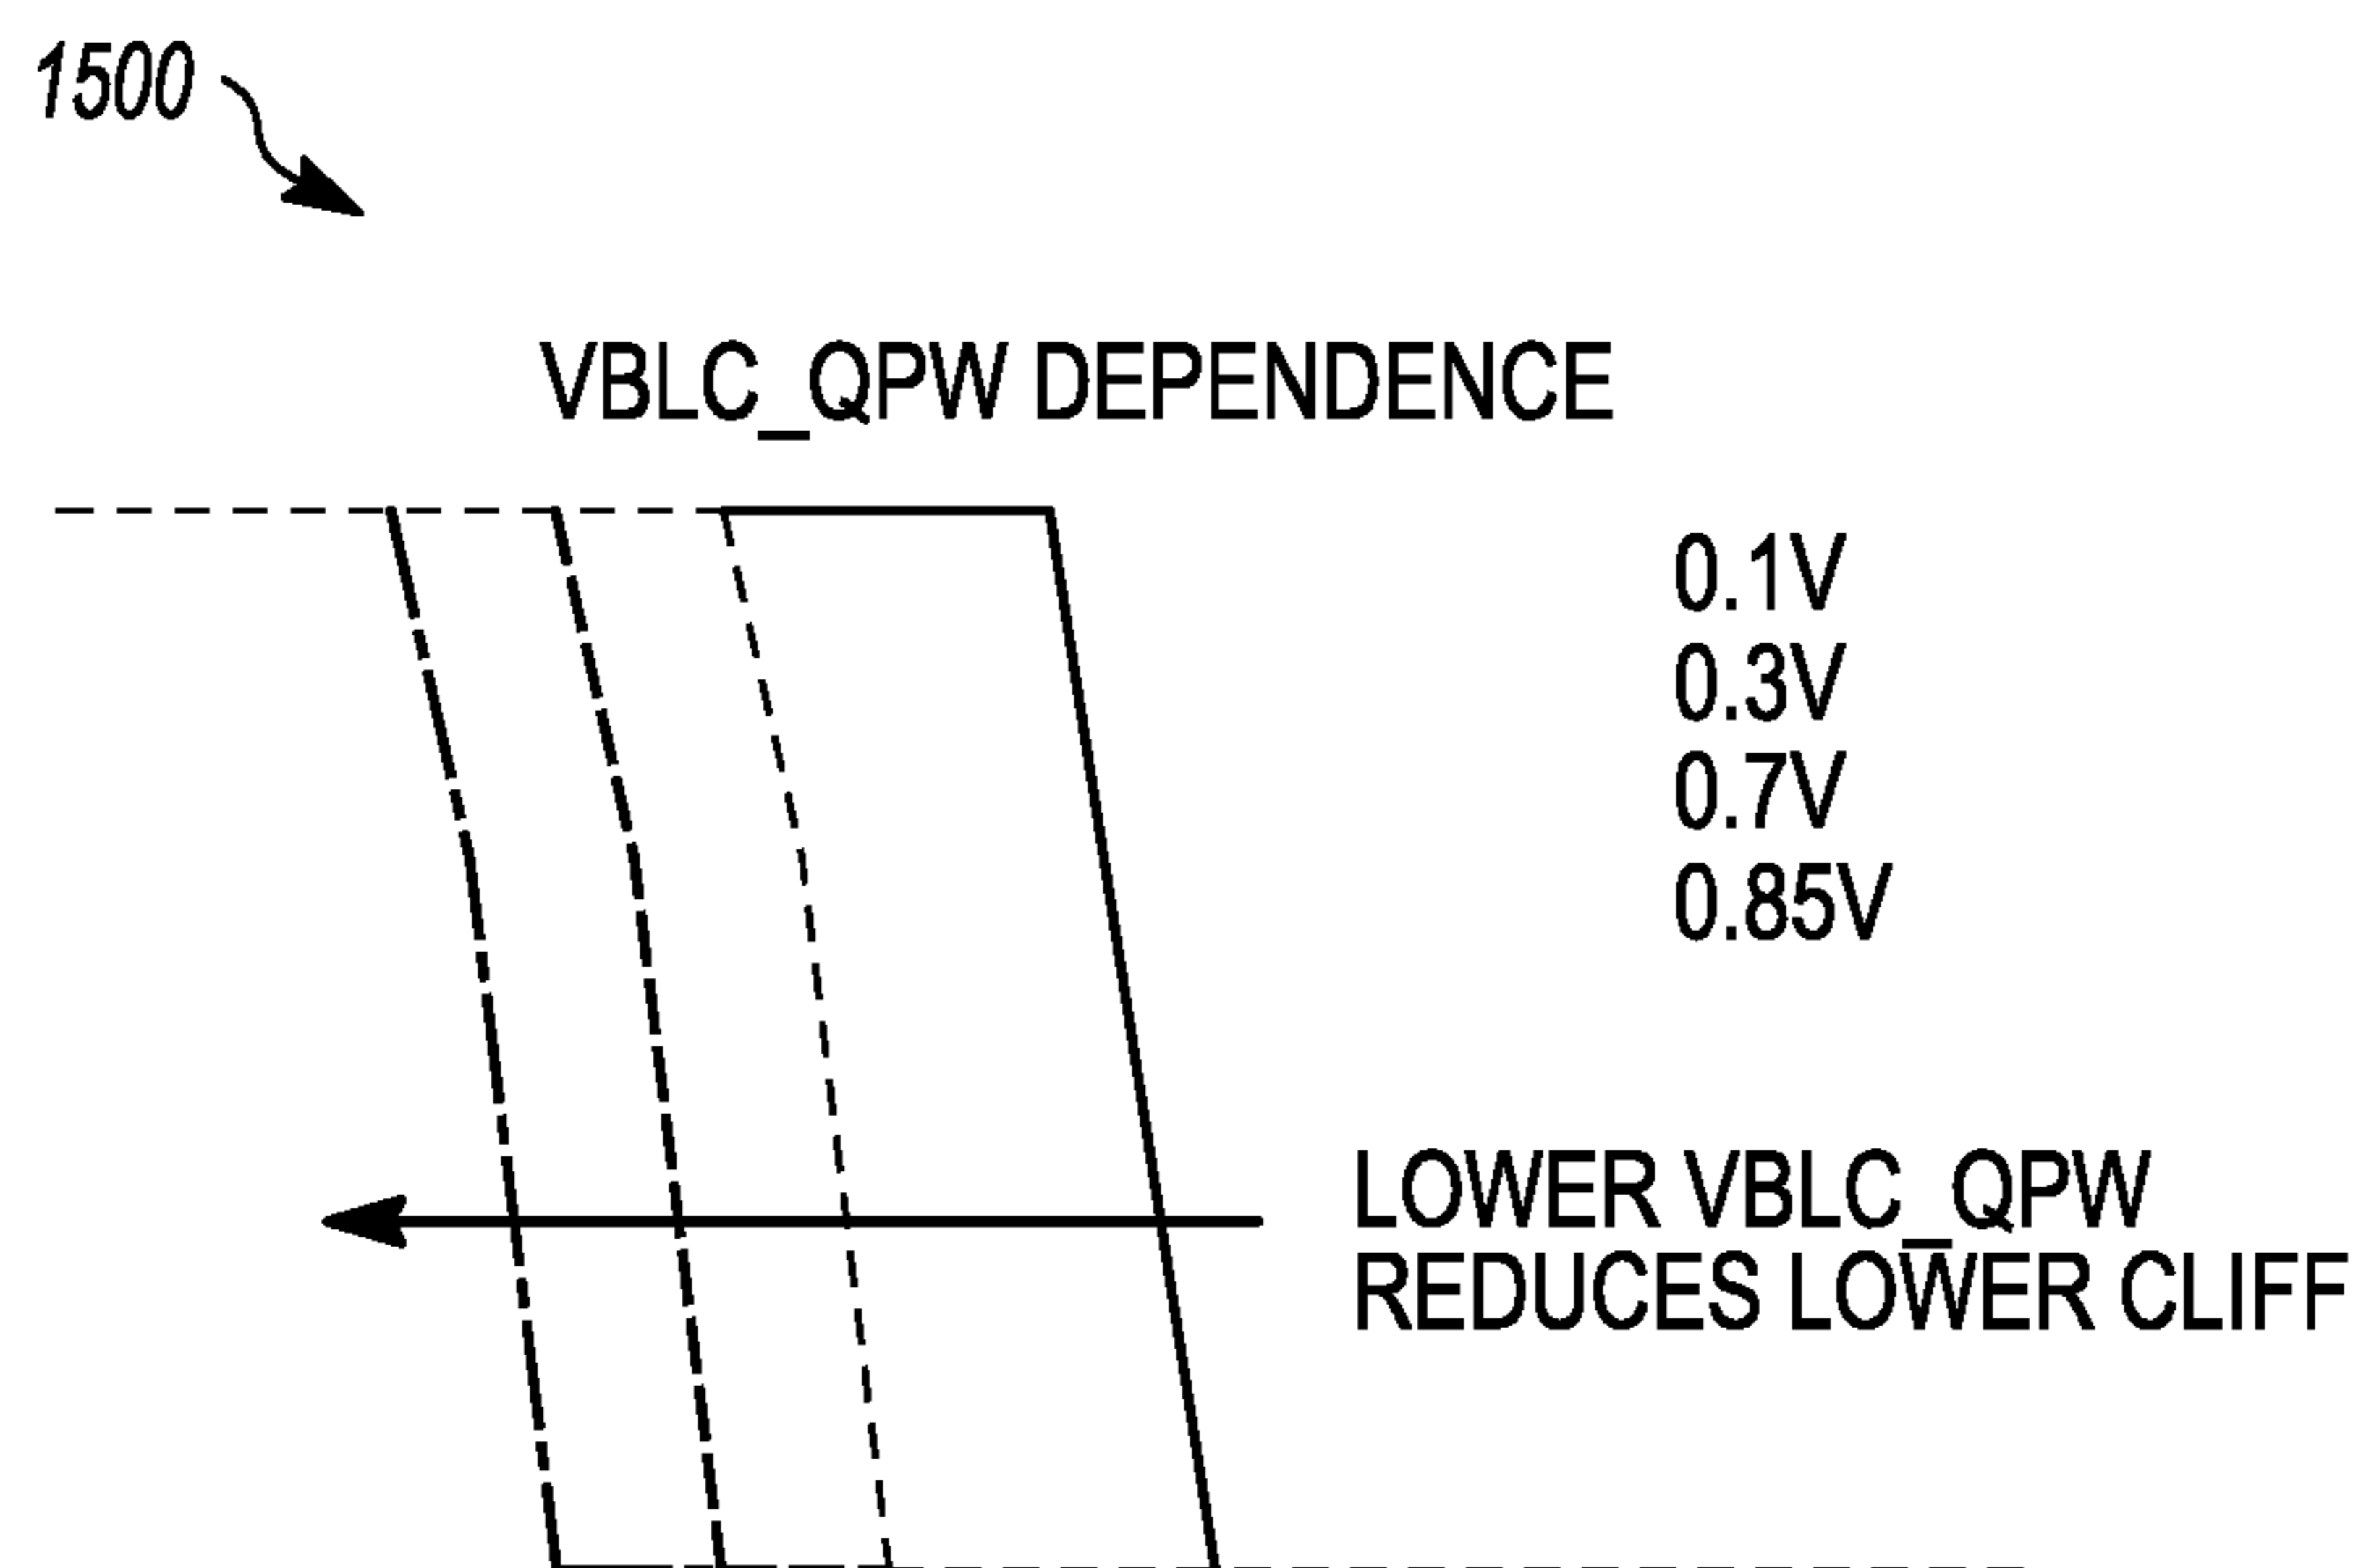 1500
VBLC_QPW DEPENDENCE
0.1V
0.3V
0.7V
0.85V
LOWER VBLC_QPW
REDUCES LOWER CLIFF